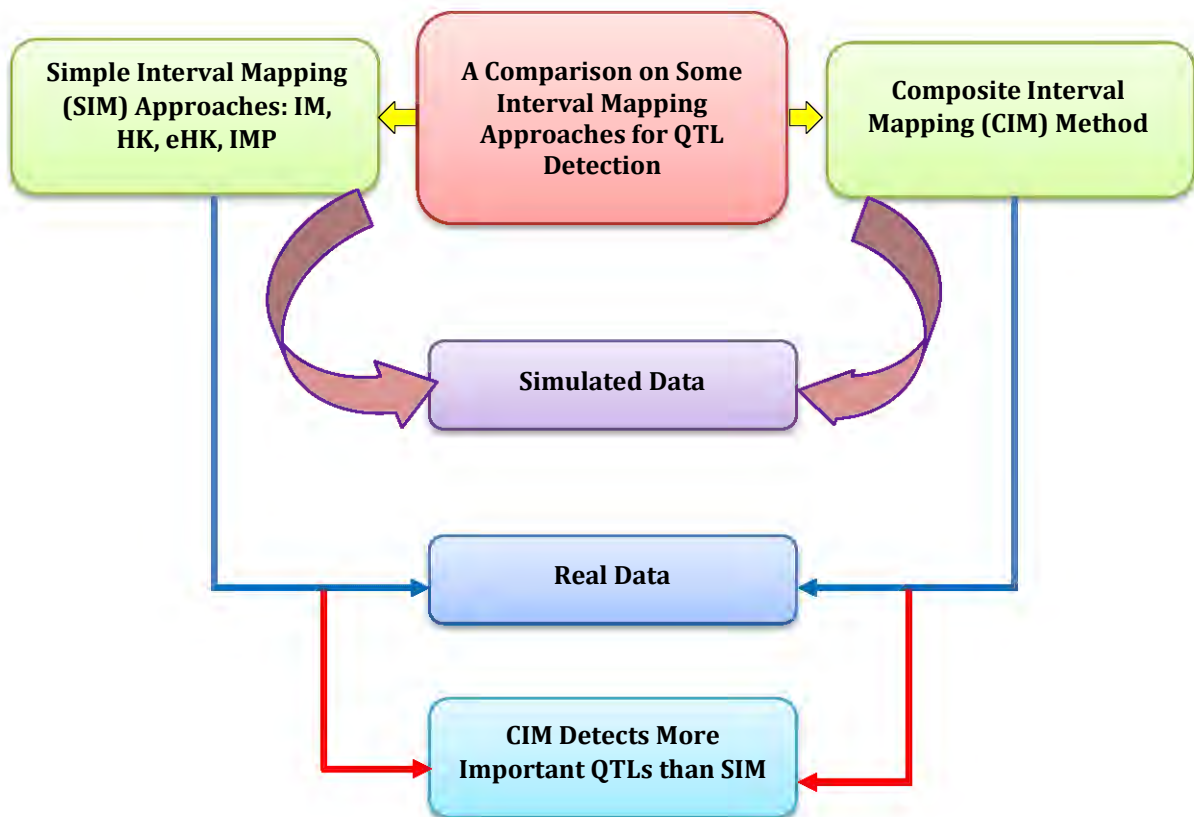 Simple Interval Mapping
(SIM) Approaches: IM,
HK, eHK, IMP
A Comparison on Some
Interval Mapping
Approaches for QTL
Detection
Composite Interval
Mapping (CIM) Method
Simulated Data
Real Data
CIM Detects More
Important QTLs than SIM